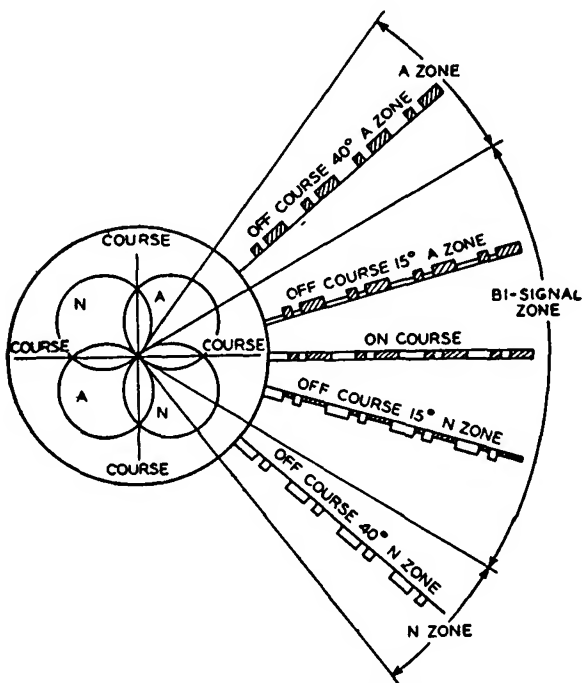 A ZONE
OFF COURSE 40° A ZONE
COURSE
N
A
OFF COURSE 15° A ZONE
BI-SIGNAL
ZONE
COURSE
COURSE
ON COURSE
A
N
OFF COURSE 15° N ZONE
COURSE
OFF COURSE 40° N ZONE
N ZONE